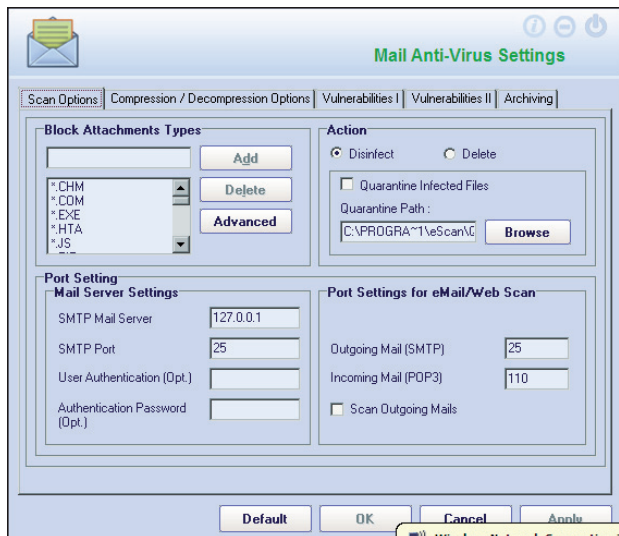 Mail Anti-Virus Settings
Scan Options Compression / Decompression Options Vulnerabilities I Vulnerabilities II Archiving
Block Attachments Types
Add
*.CHM
*.COM
*.EXE
*.HTA
*.JS
Delete
Advanced
Action
Disinfect Delete
Quarantine Infected Files
Quarantine Path :
C:\PROGRA~1\eScan\
Browse
Port Setting
Mail Server Settings
SMTP Mail Server 127.0.0.1
SMTP Port 25
User Authentication (Opt.)
Authentication Password
(Opt.)
Port Settings for eMail/Web Scan
Outgoing Mail (SMTP) 25
Incoming Mail (POP3) 110
Scan Outgoing Mails
Default OK Cancel Apply